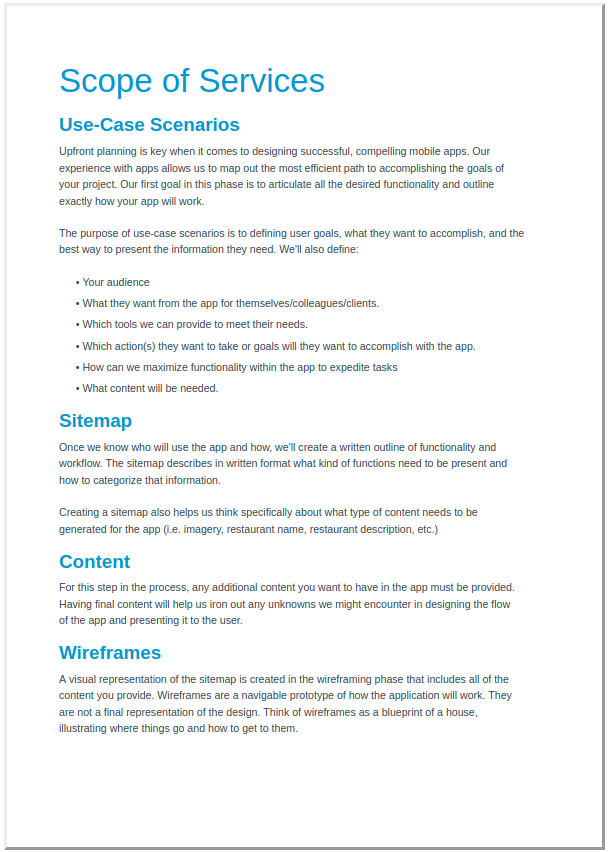 Scope of Services
Use-Case Scenarios
Upfront planning is key when it comes to designing successful, compelling mobile apps. Our
experience with apps allows us to map out the most efficient path to accomplishing the goals of
your project. Our first goal in this phase is to articulate all the desired functionality and outline
exactly how your app will work.
The purpose of use-case scenarios is to defining user goals, what they want to accomplish, and the
best way to present the information they need. We'll also define:
• Your audience
• What they want from the app for themselves/colleagues/clients.
• Which tools we can provide to meet their needs.
• Which action(s) they want to take or goals will they want to accomplish with the app.
• How can we maximize functionality within the app to expedite tasks
• What content will be needed.
Sitemap
Once we know who will use the app and how, we'll create a written outline of functionality and
workflow. The sitemap describes in written format what kind of functions need to be present and
how to categorize that information.
Creating a sitemap also helps us think specifically about what type of content needs to be
generated for the app (i.e. imagery, restaurant name, restaurant description, etc.)
Content
For this step in the process, any additional content you want to have in the app must be provided.
Having final content will help us iron out any unknowns we might encounter in designing the flow
of the app and presenting it to the user.
Wireframes
A visual representation of the sitemap is created in the wireframing phase that includes all of the
content you provide. Wireframes are a navigable prototype of how the application will work. They
are not a final representation of the design. Think of wireframes as a blueprint of a house,
illustrating where things go and how to get to them.